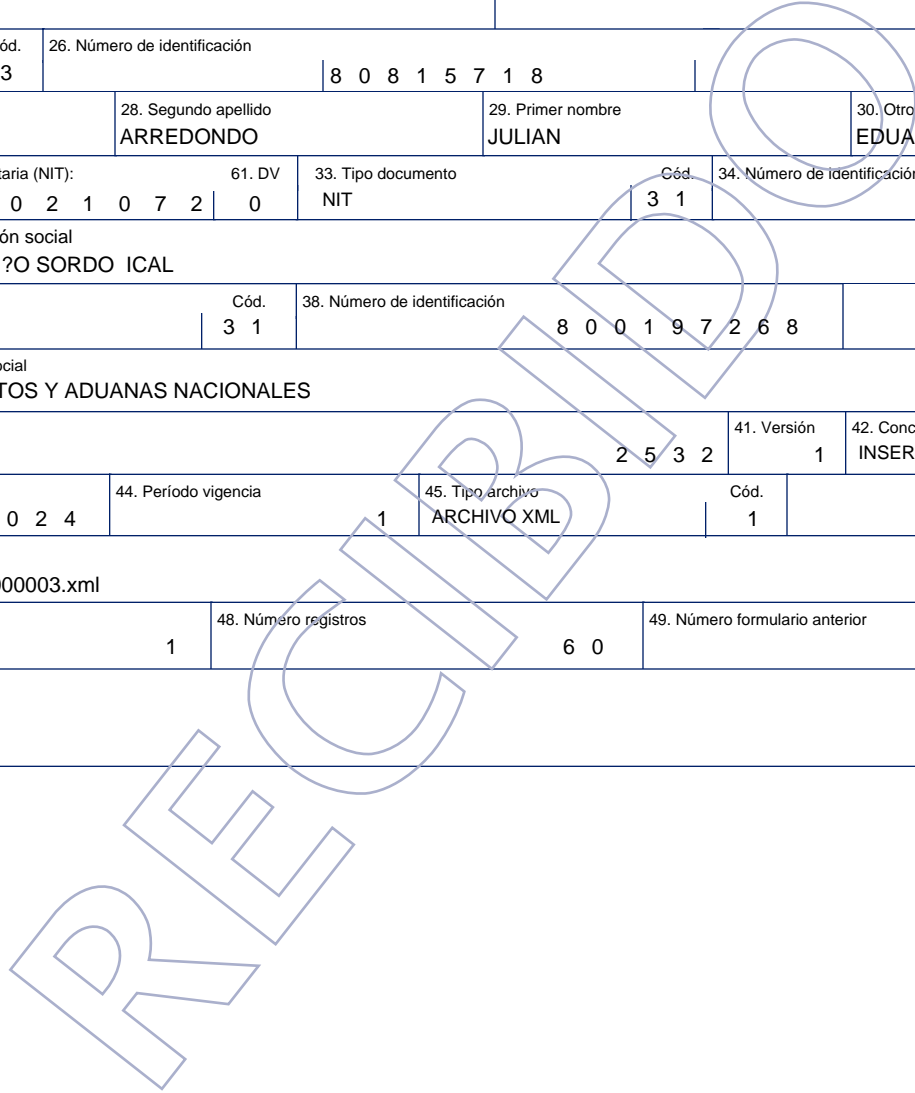 ód. 26. Número de identificación
3 8 0 8 1 5 7 1 8
28. Segundo apellido 29. Primer nombre 30. Otro
ARREDONDO JULIAN EDUA
taria (NIT): 61. DV 33. Tipo documento Cód. 34. Número de identificación
0 2 1 0 7 2 0 NIT 3 1
ón social
?O SORDO ICAL
Cód. 38. Número de identificación
3 1 8 0 0 1 9 7 2 6 8
ocial
TOS Y ADUANAS NACIONALES
41. Versión 42. Conc
2 5 3 2 1 INSER
44. Período vigencia 45. Tipo archivo Cód.
0 2 4 1 ARCHIVO XML 1
000003.xml
48. Número registros 49. Número formulario anterior
1 6 0
RECIBIDO